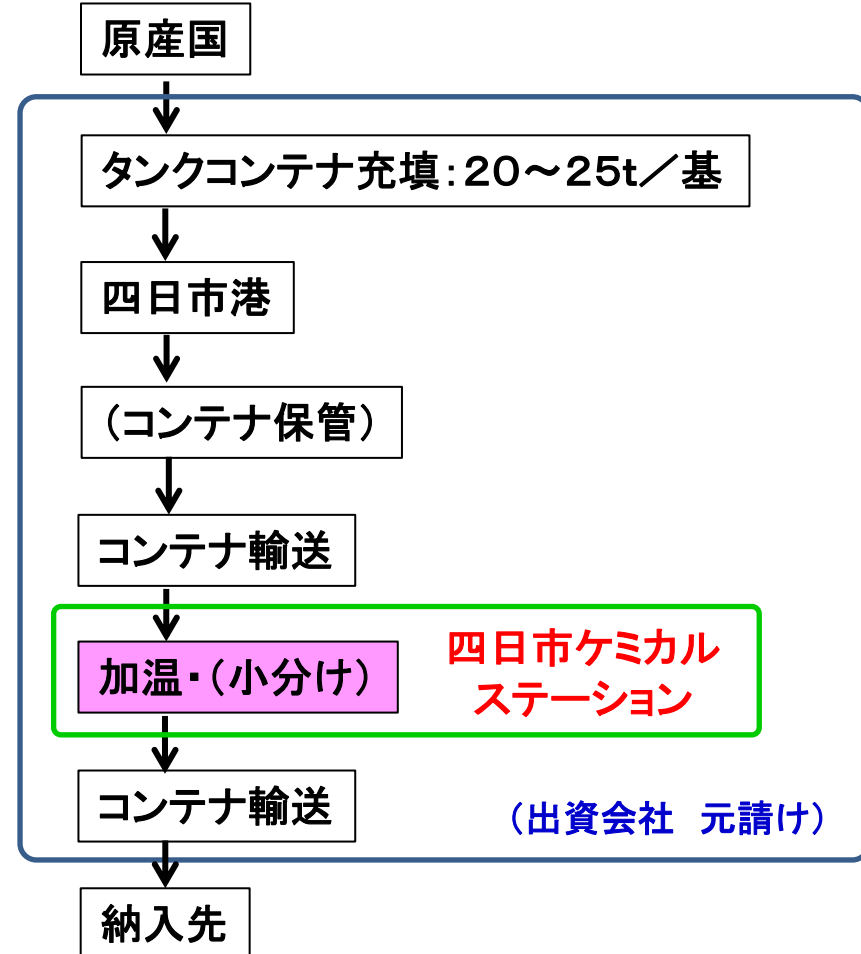 原産国
タンクコンテナ充填：２０～２５ｔ／基
四日市港
（コンテナ保管）
コンテナ輸送
加温・（小分け）
四日市ケミカル
ステーション
コンテナ輸送
（出資会社　元請け）
納入先